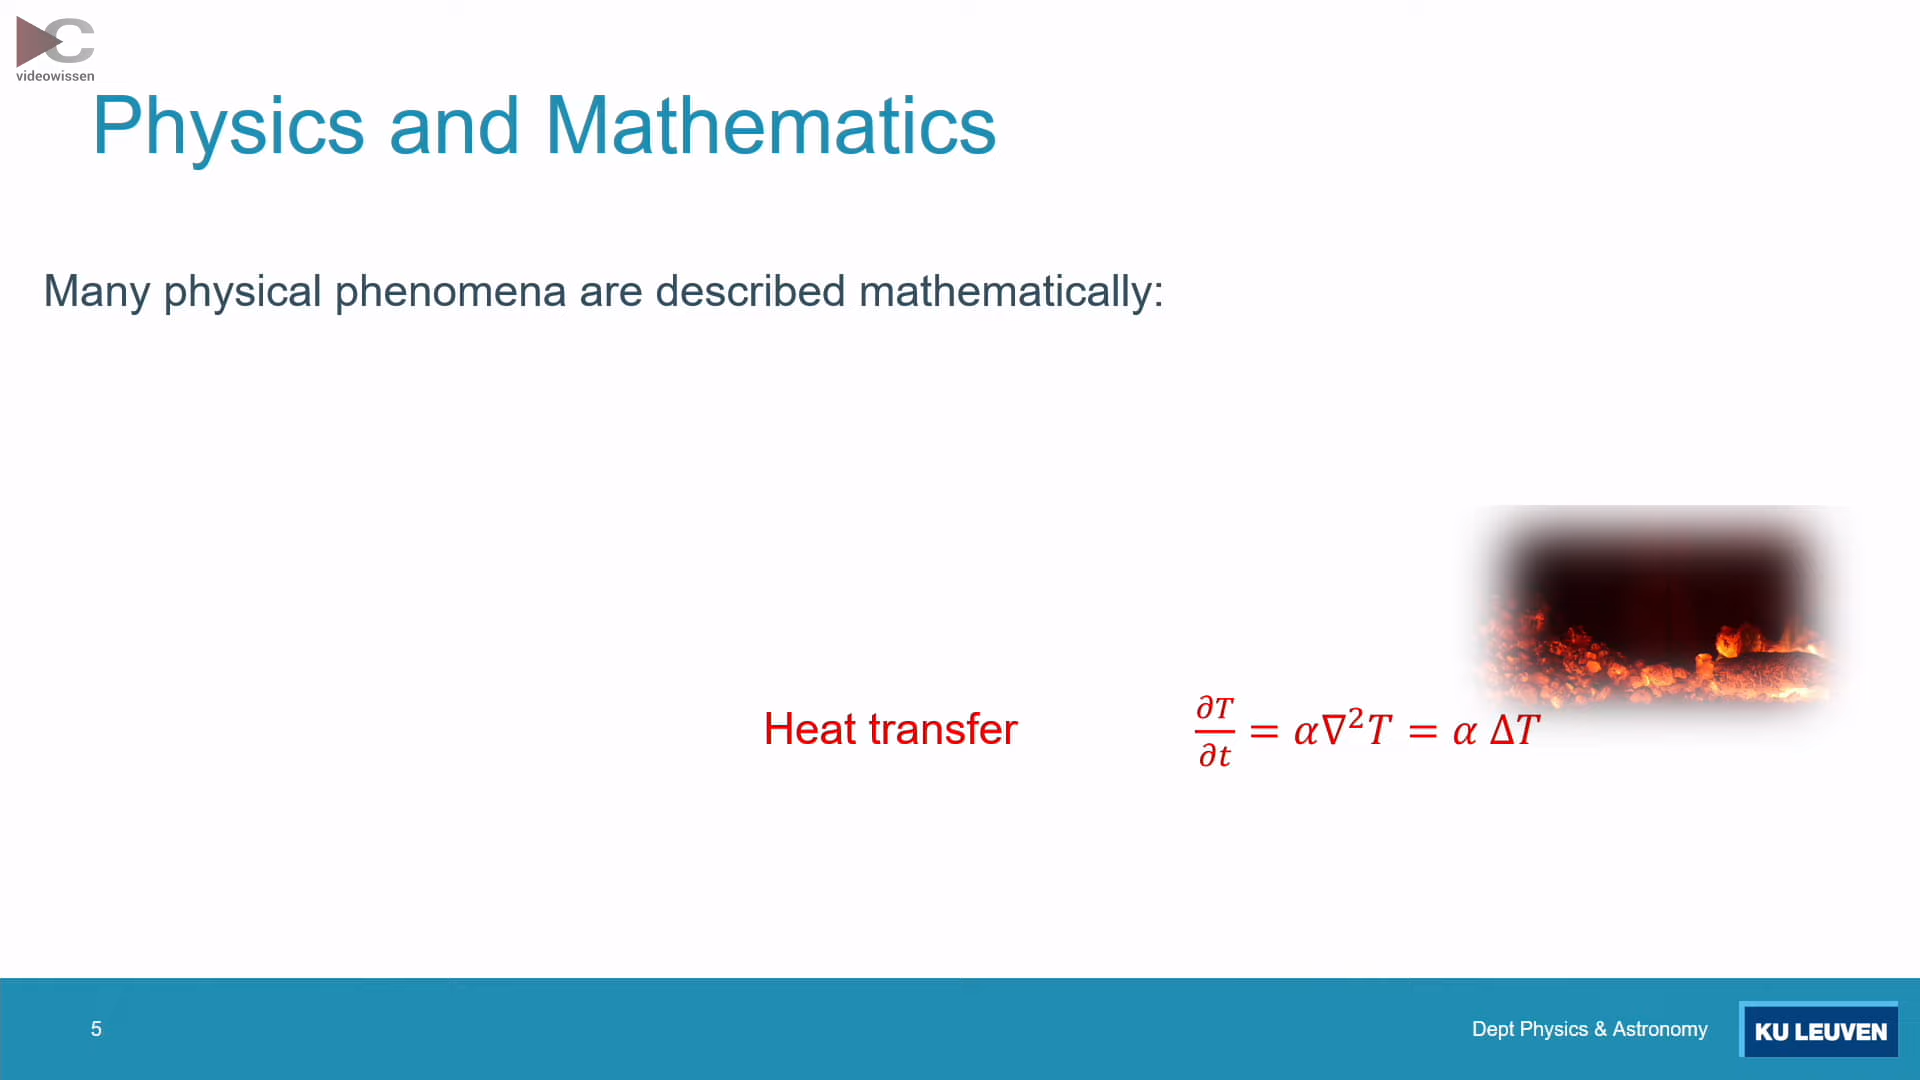 C
videowissen
Physics and Mathematics
Many physical phenomena are described mathematically:
Heat transfer
∂T/∂t = α∇²T = α ΔT
5
Dept Physics & Astronomy
KU LEUVEN